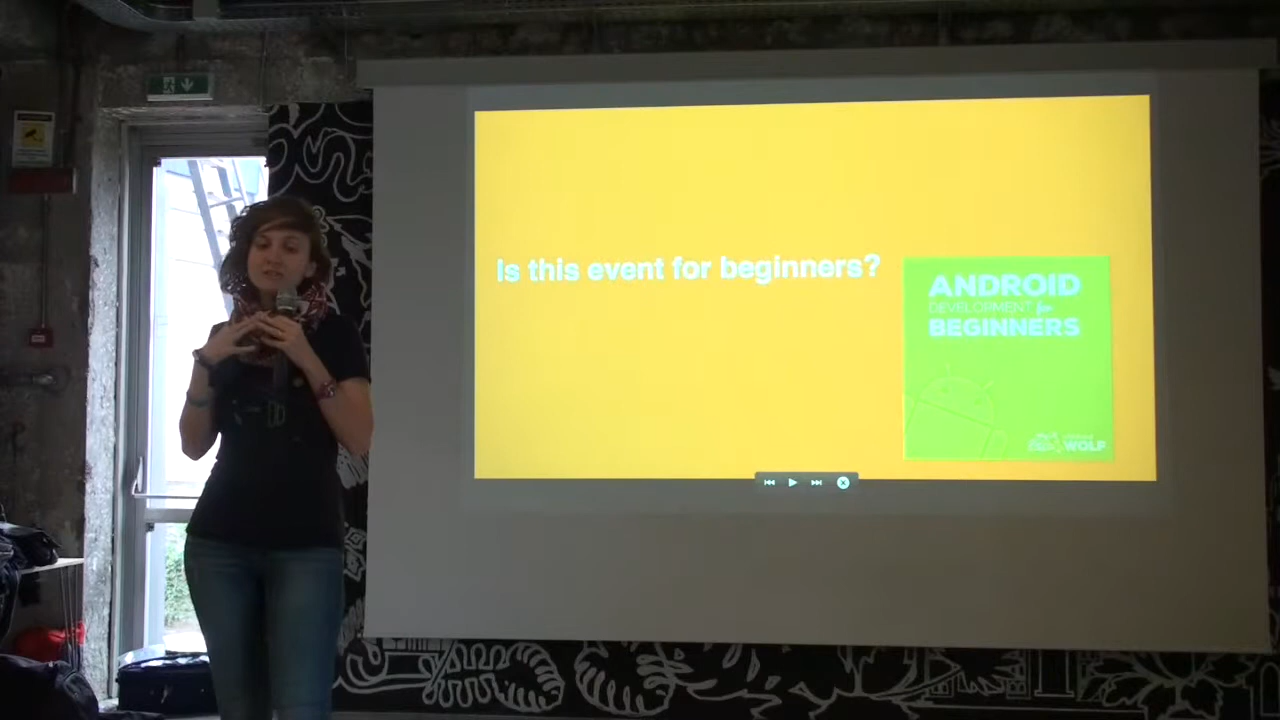 Is this event for beginners?
ANDROID
DEVELOPMENT for
BEGINNERS
WOLF